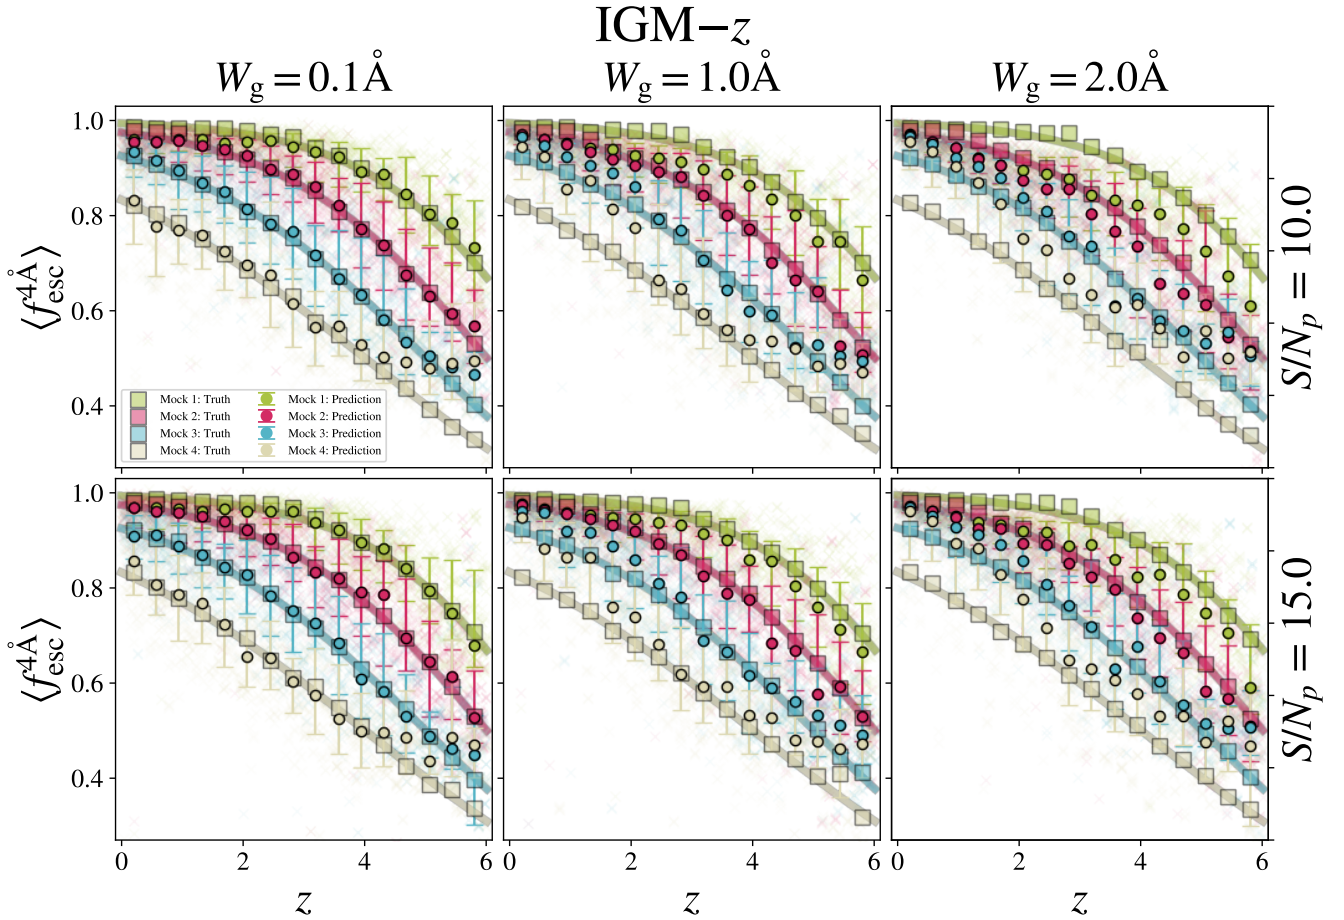 IGM−z
W_g = 0.1Å
W_g = 1.0Å
W_g = 2.0Å
1.0
0.8
0.6
0.4
⟨f_esc^4Å⟩
Mock 1: Truth
Mock 2: Truth
Mock 3: Truth
Mock 4: Truth
Mock 1: Prediction
Mock 2: Prediction
Mock 3: Prediction
Mock 4: Prediction
S/N_p = 10.0
1.0
0.8
0.6
0.4
⟨f_esc^4Å⟩
S/N_p = 15.0
0 2 4 6
0 2 4 6
0 2 4 6
z
z
z